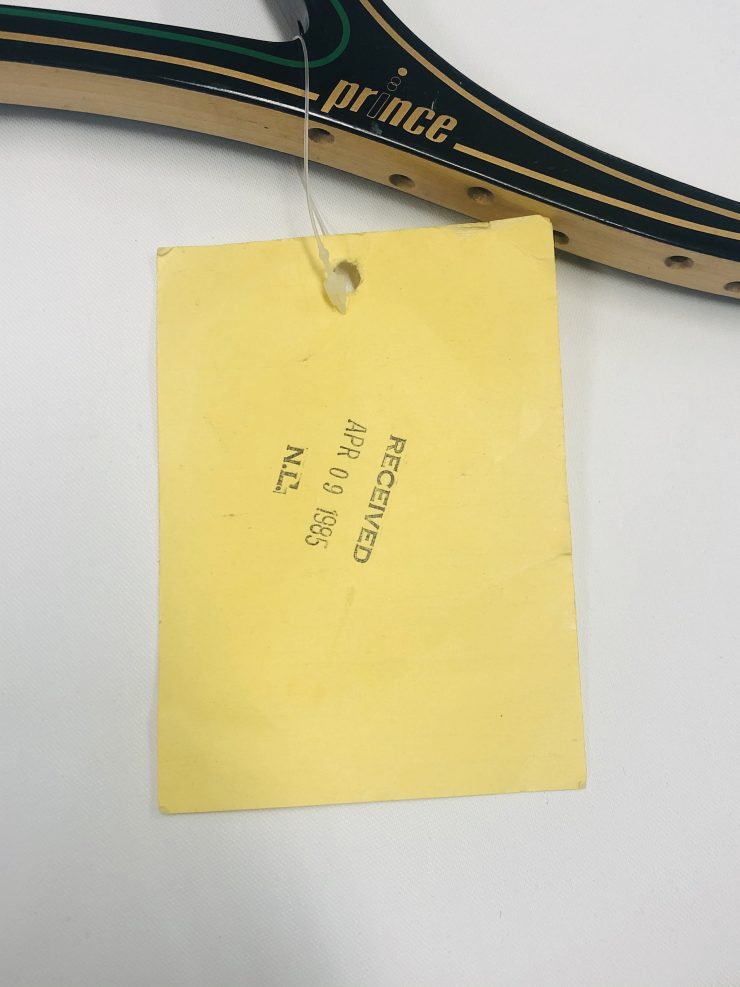 prince
RECEIVED
APR 09 1985
N.L.